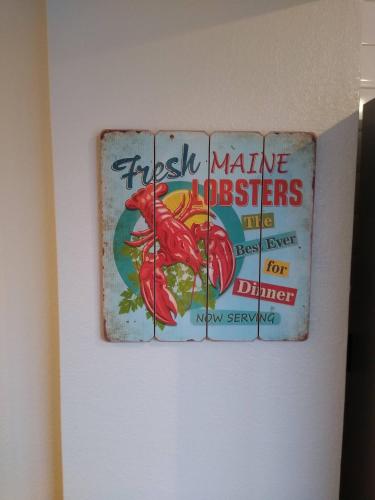 Fresh MAINE
LOBSTERS
The
Best Ever
for
Dinner
NOW SERVING